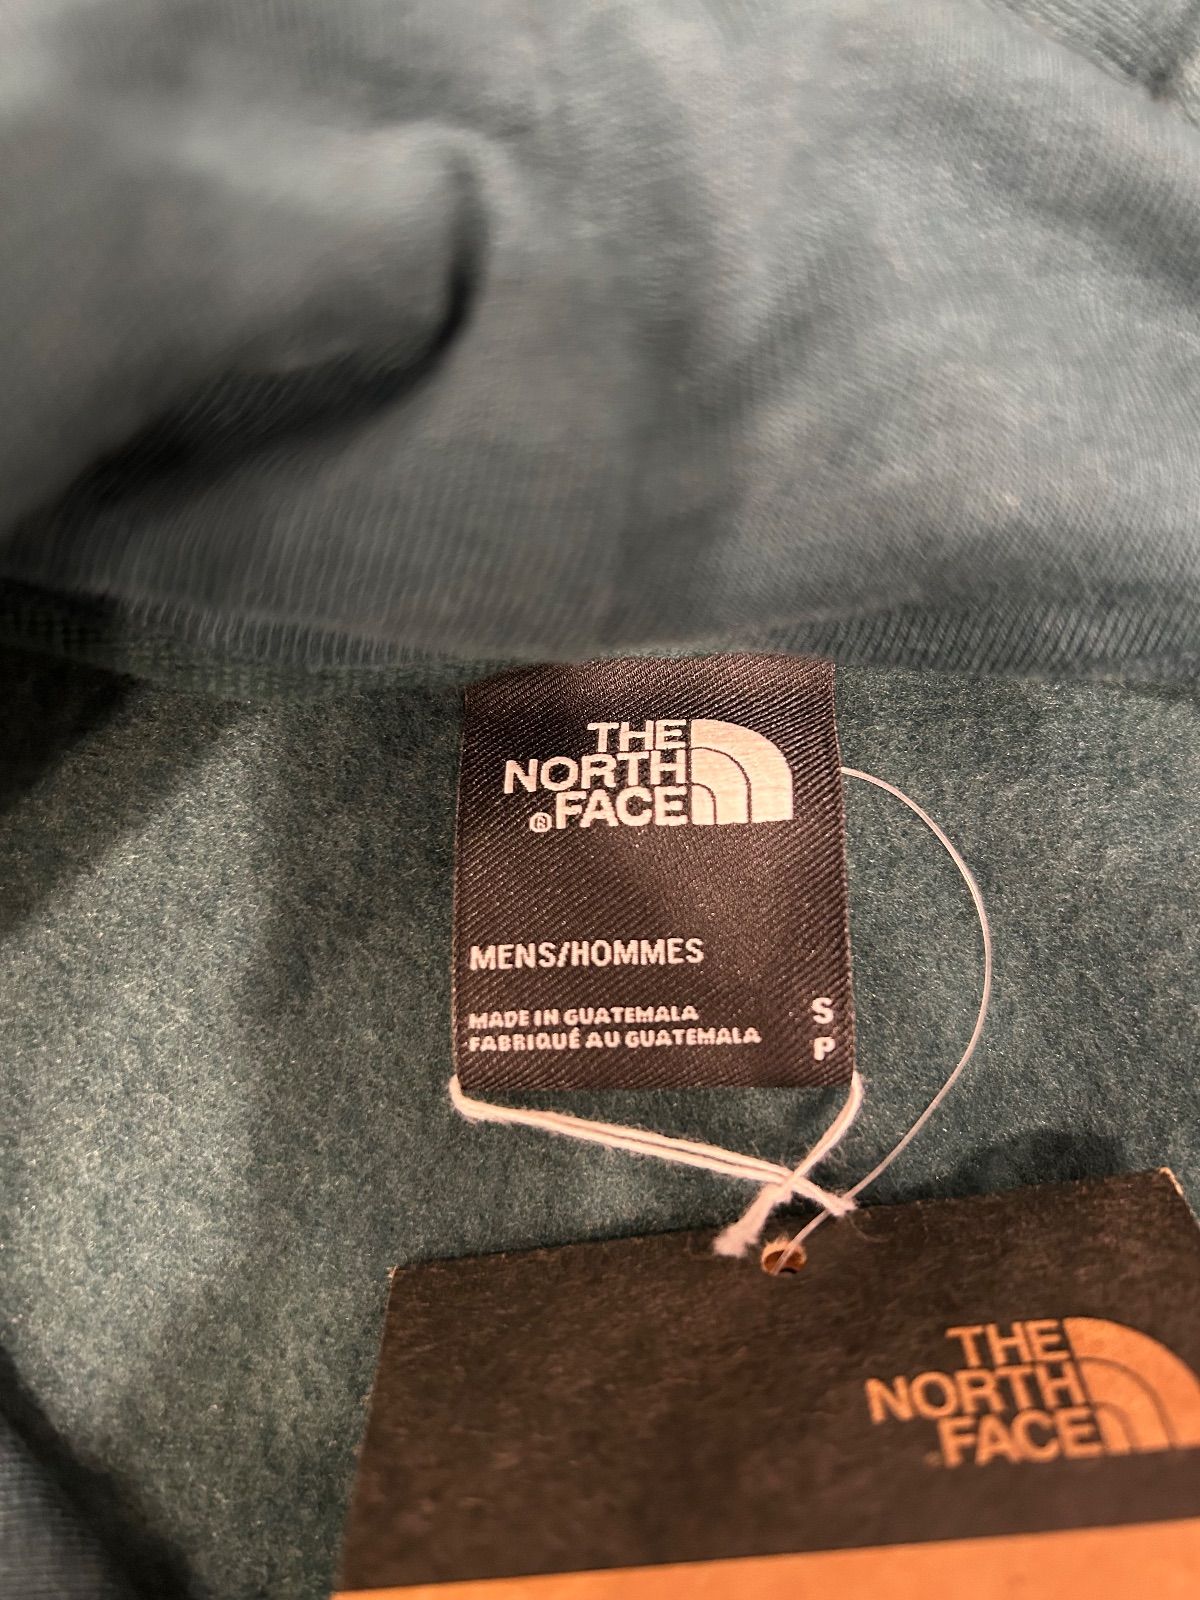 THE
NORTH
®FACE
MENS/HOMMES
MADE IN GUATEMALA
FABRIQUÉ AU GUATEMALA
S
P
THE
NORTH
FACE